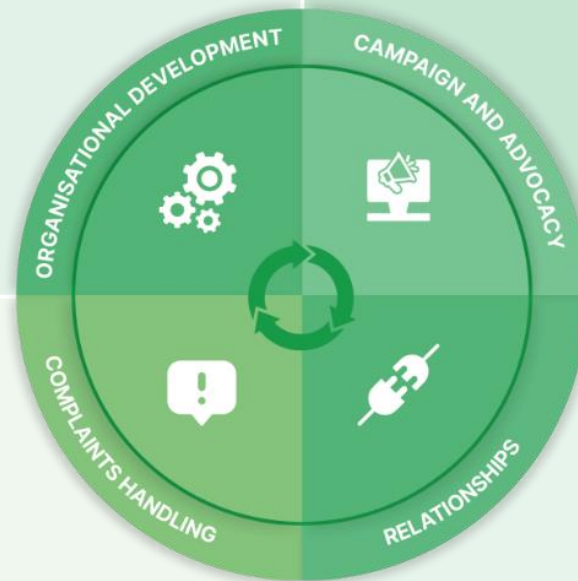 ORGANISATIONAL DEVELOPMENT
CAMPAIGN AND ADVOCACY
COMPLAINTS HANDLING
RELATIONSHIPS